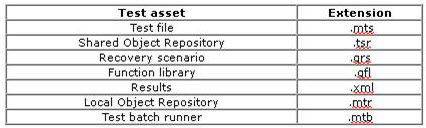 Test asset Extension
Test file .mts
Shared Object Repository .tsr
Recovery scenario .qrs
Function library .qfl
Results .xml
Local Object Repository .mtr
Test batch runner .mtb